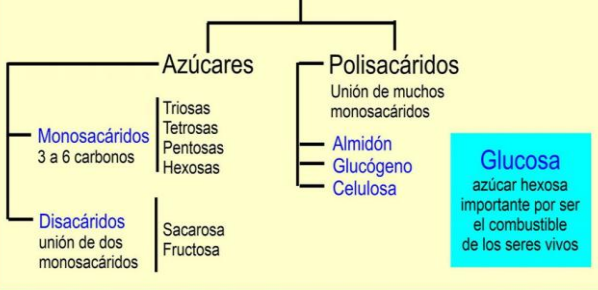 Azúcares
Monosacáridos
3 a 6 carbonos
Triosas
Tetrosas
Pentosas
Hexosas
Disacáridos
unión de dos
monosacáridos
Sacarosa
Fructosa
Polisacáridos
Unión de muchos
monosacáridos
Almidón
Glucógeno
Celulosa
Glucosa
azúcar hexosa
importante por ser
el combustible
de los seres vivos